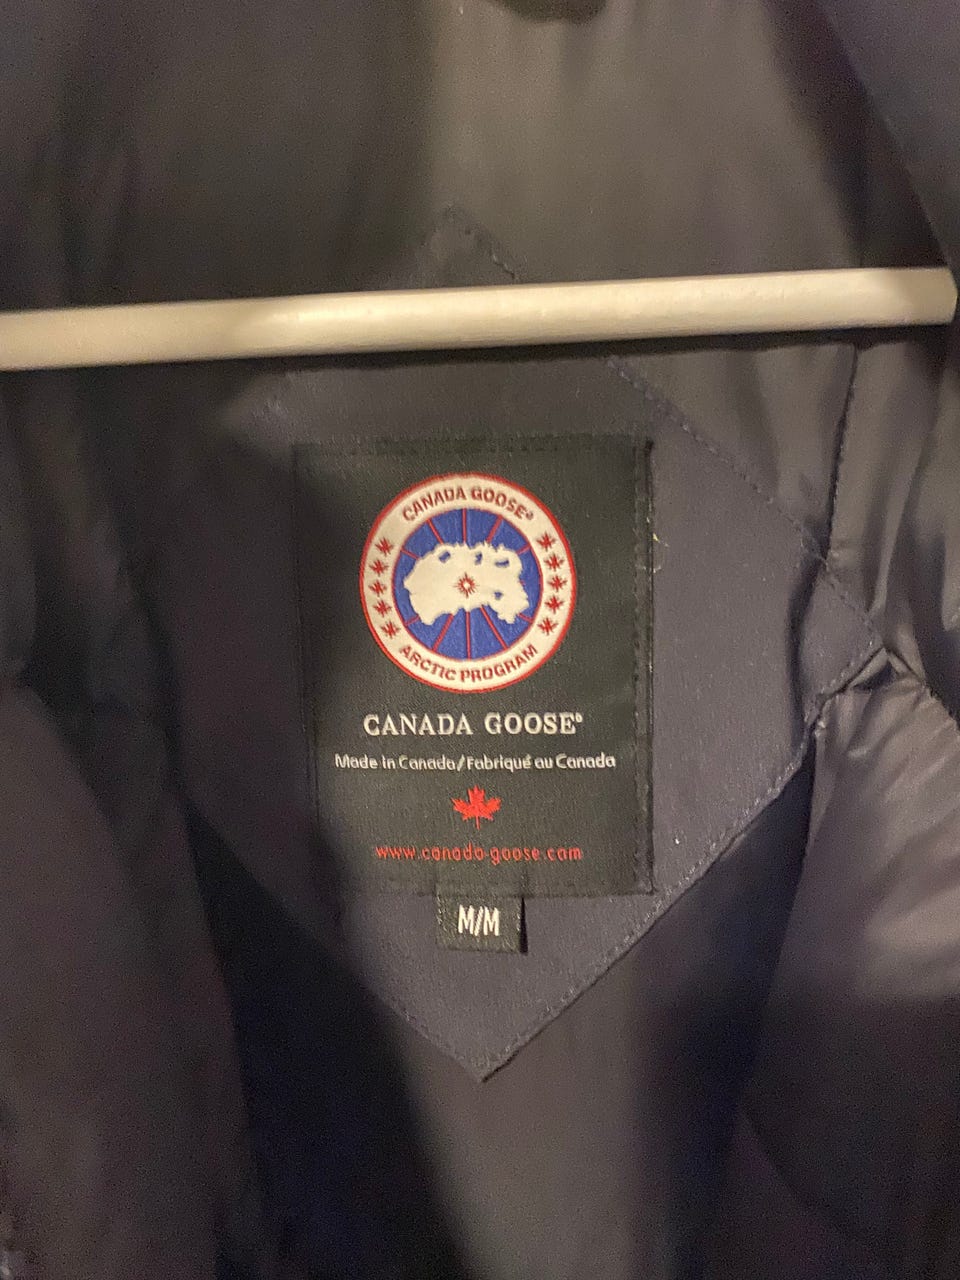 CANADA GOOSE®
ARCTIC PROGRAM
CANADA GOOSE®
Made in Canada/Fabriqué au Canada
www.canada-goose.com
M/M